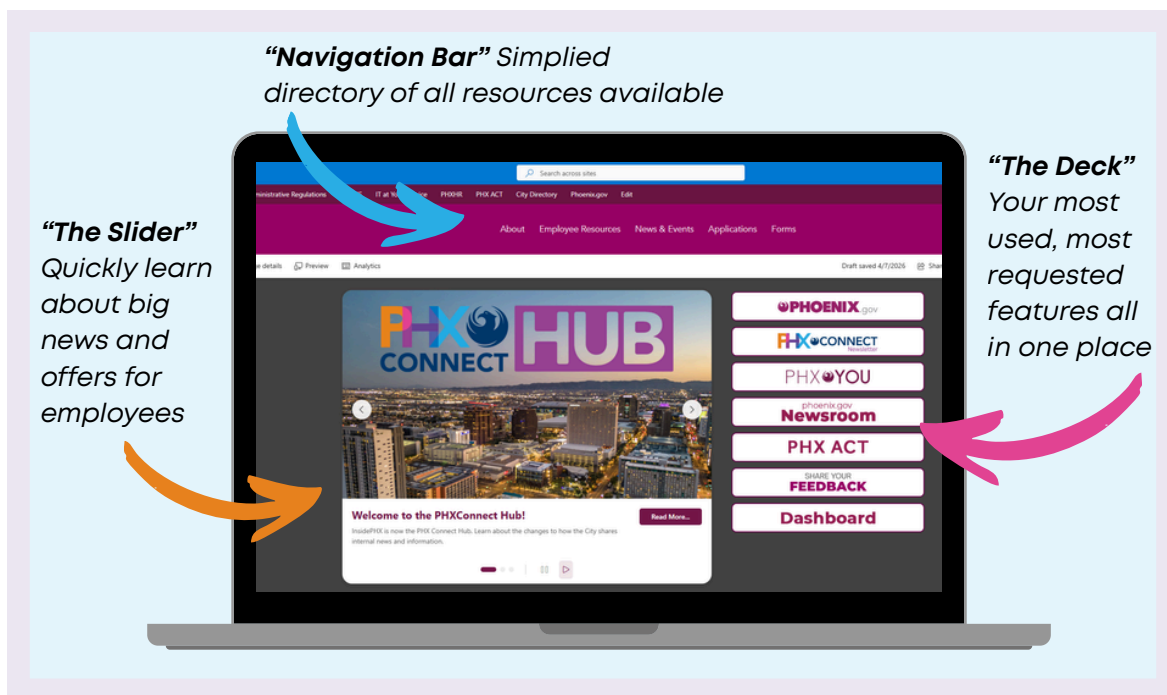 “Navigation Bar” Simplied
directory of all resources available
“The Deck”
Your most
used, most
requested
features all
in one place
“The Slider”
Quickly learn
about big
news and
offers for
employees
Search across sites
Regulations IT at PHXHR PHX ACT City Directory Phoenix.gov Edit
About Employee Resources News & Events Applications Forms
details Preview Analytics Draft saved 4/7/2026
PHX CONNECT HUB
PHOENIX.gov
PHX CONNECT
Newsletter
PHX YOU
phoenix.gov
Newsroom
PHX ACT
SHARE YOUR
FEEDBACK
Dashboard
Welcome to the PHXConnect Hub!
Read More...
InsidePHX is now the PHX Connect Hub. Learn about the changes to how the City shares
internal news and information.